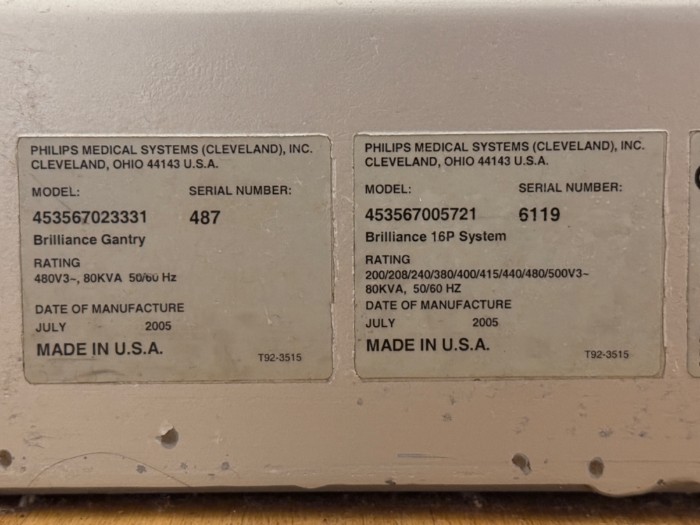 PHILIPS MEDICAL SYSTEMS (CLEVELAND), INC.
CLEVELAND, OHIO 44143 U.S.A.
MODEL: SERIAL NUMBER:
453567023331 487
Brilliance Gantry
RATING
480V3~, 80KVA 50/60 Hz
DATE OF MANUFACTURE
JULY 2005
MADE IN U.S.A.
T92-3515
PHILIPS MEDICAL SYSTEMS (CLEVELAND), INC.
CLEVELAND, OHIO 44143 U.S.A.
MODEL: SERIAL NUMBER:
453567005721 6119
Brilliance 16P System
RATING
200/208/240/380/400/415/440/480/500V3~
80KVA, 50/60 HZ
DATE OF MANUFACTURE
JULY 2005
MADE IN U.S.A.
T92-3515